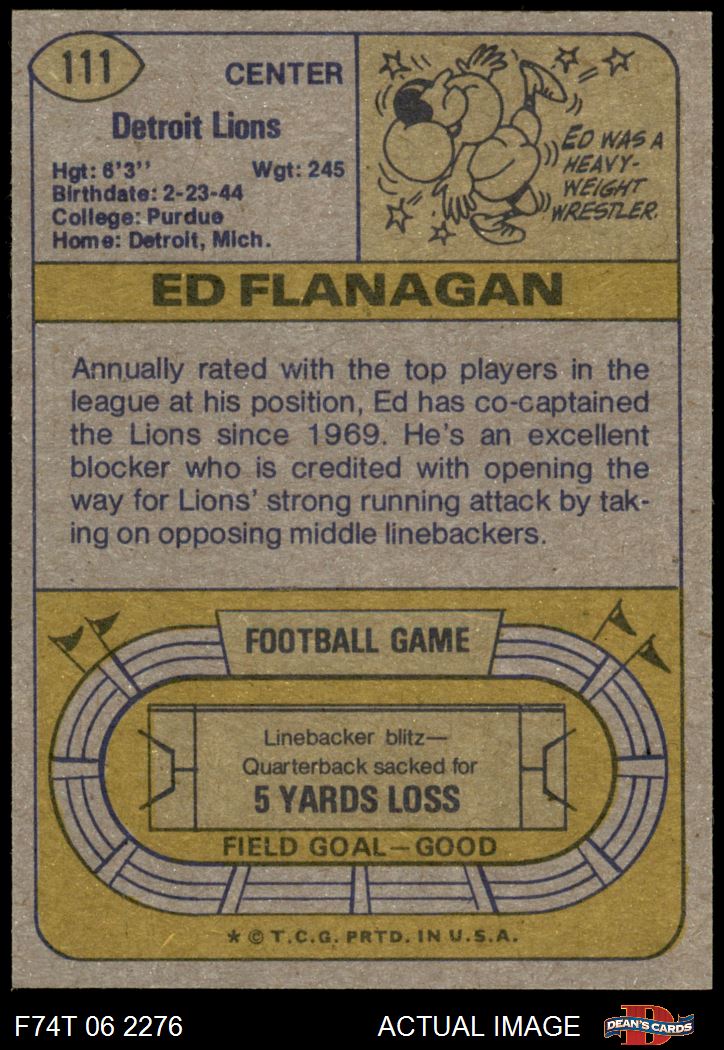 111
CENTER
Detroit Lions
Hgt: 6'3" Wgt: 245
Birthdate: 2-23-44
College: Purdue
Home: Detroit, Mich.
ED WAS A
HEAVY-
WEIGHT
WRESTLER.
ED FLANAGAN
Annually rated with the top players in the
league at his position, Ed has co-captained
the Lions since 1969. He's an excellent
blocker who is credited with opening the
way for Lions' strong running attack by tak-
ing on opposing middle linebackers.
FOOTBALL GAME
Linebacker blitz—
Quarterback sacked for
5 YARDS LOSS
FIELD GOAL—GOOD
* © T.C.G. PRTD. IN U.S.A.
F74T 06 2276 ACTUAL IMAGE
D
DEAN'S CARDS